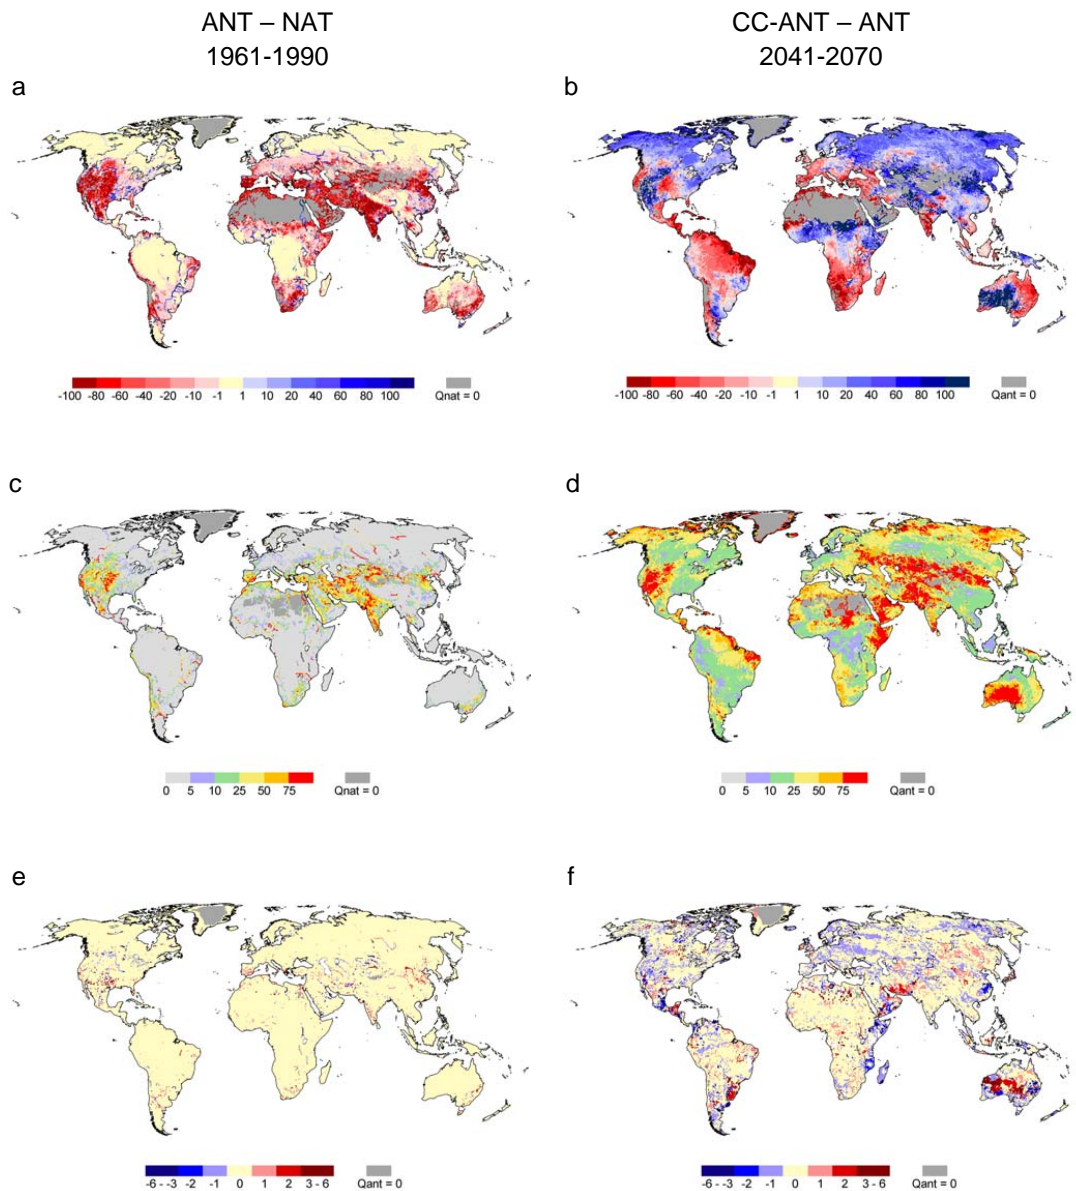 ANT – NAT
1961-1990
CC-ANT – ANT
2041-2070
a
b
-100 -80 -60 -40 -20 -10 -1 1 10 20 40 60 80 100 Qnat = 0
-100 -80 -60 -40 -20 -10 -1 1 10 20 40 60 80 100 Qant = 0
c
d
0 5 10 25 50 75 Qnat = 0
0 5 10 25 50 75 Qant = 0
e
f
-6 - -3 -2 -1 0 1 2 3 - 6 Qant = 0
-6 - -3 -2 -1 0 1 2 3 - 6 Qant = 0